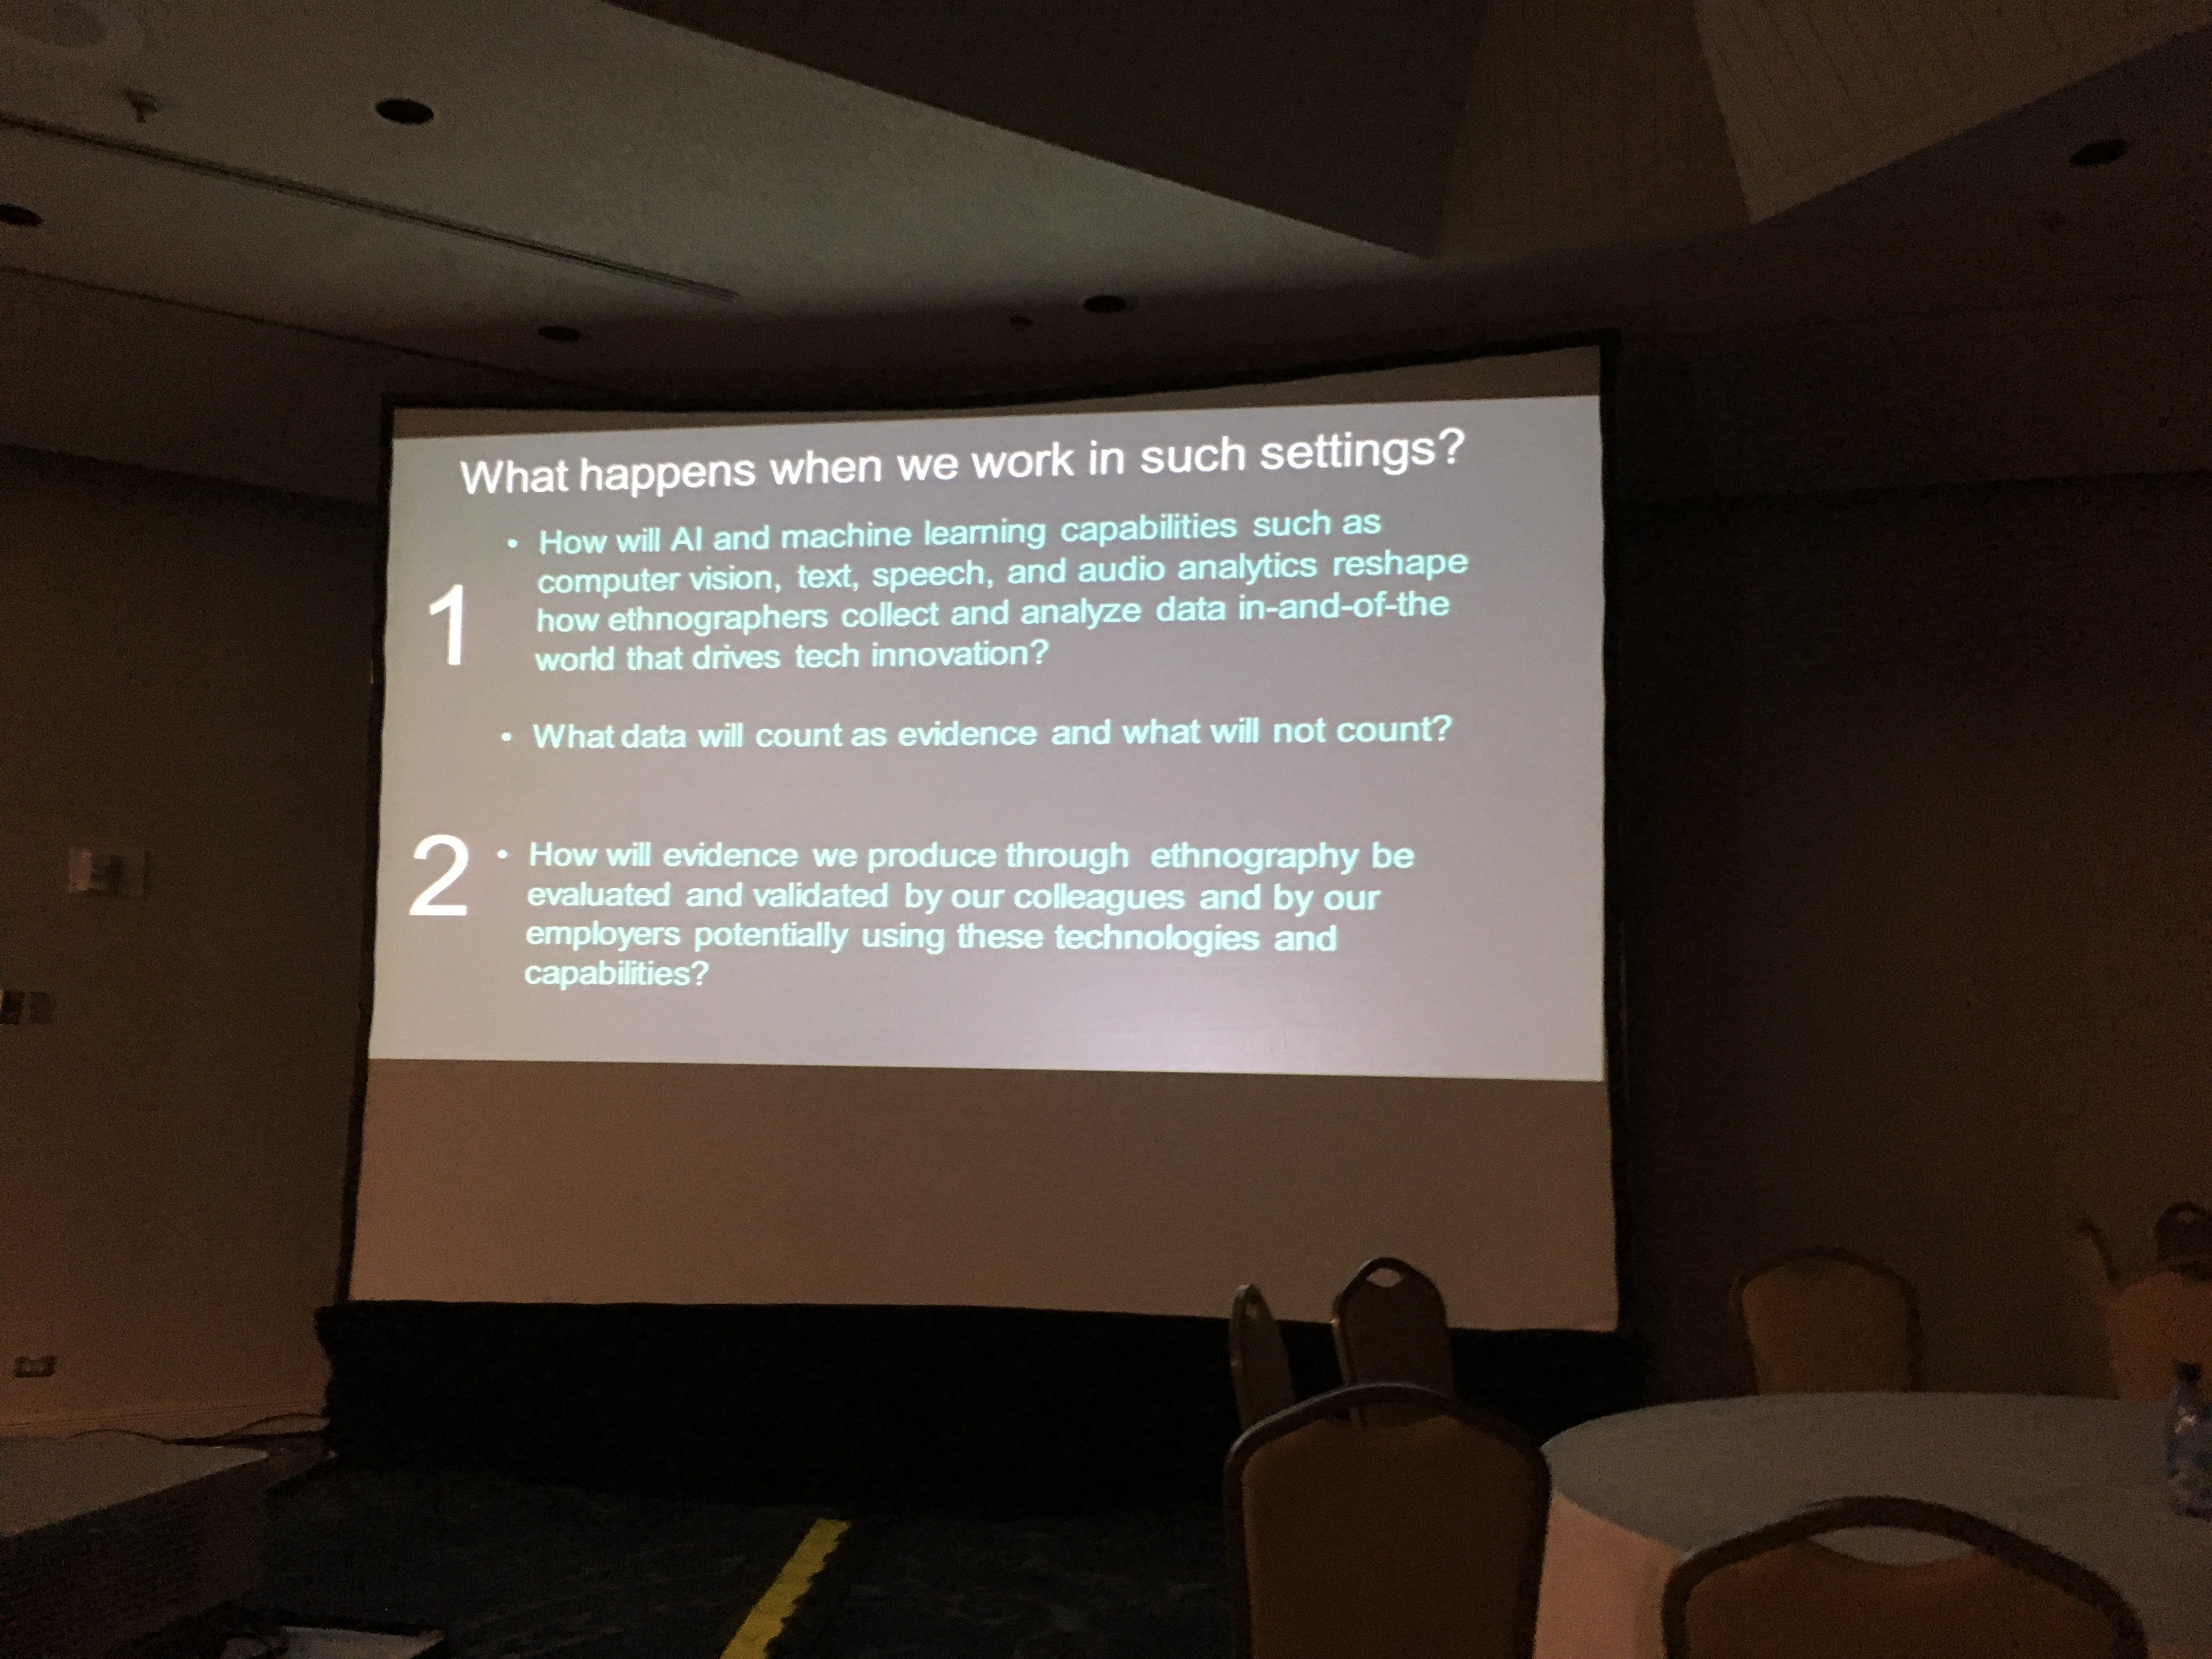 What happens when we work in such settings?
1
• How will AI and machine learning capabilities such as
computer vision, text, speech, and audio analytics reshape
how ethnographers collect and analyze data in-and-of-the
world that drives tech innovation?
• What data will count as evidence and what will not count?
2
• How will evidence we produce through ethnography be
evaluated and validated by our colleagues and by our
employers potentially using these technologies and
capabilities?